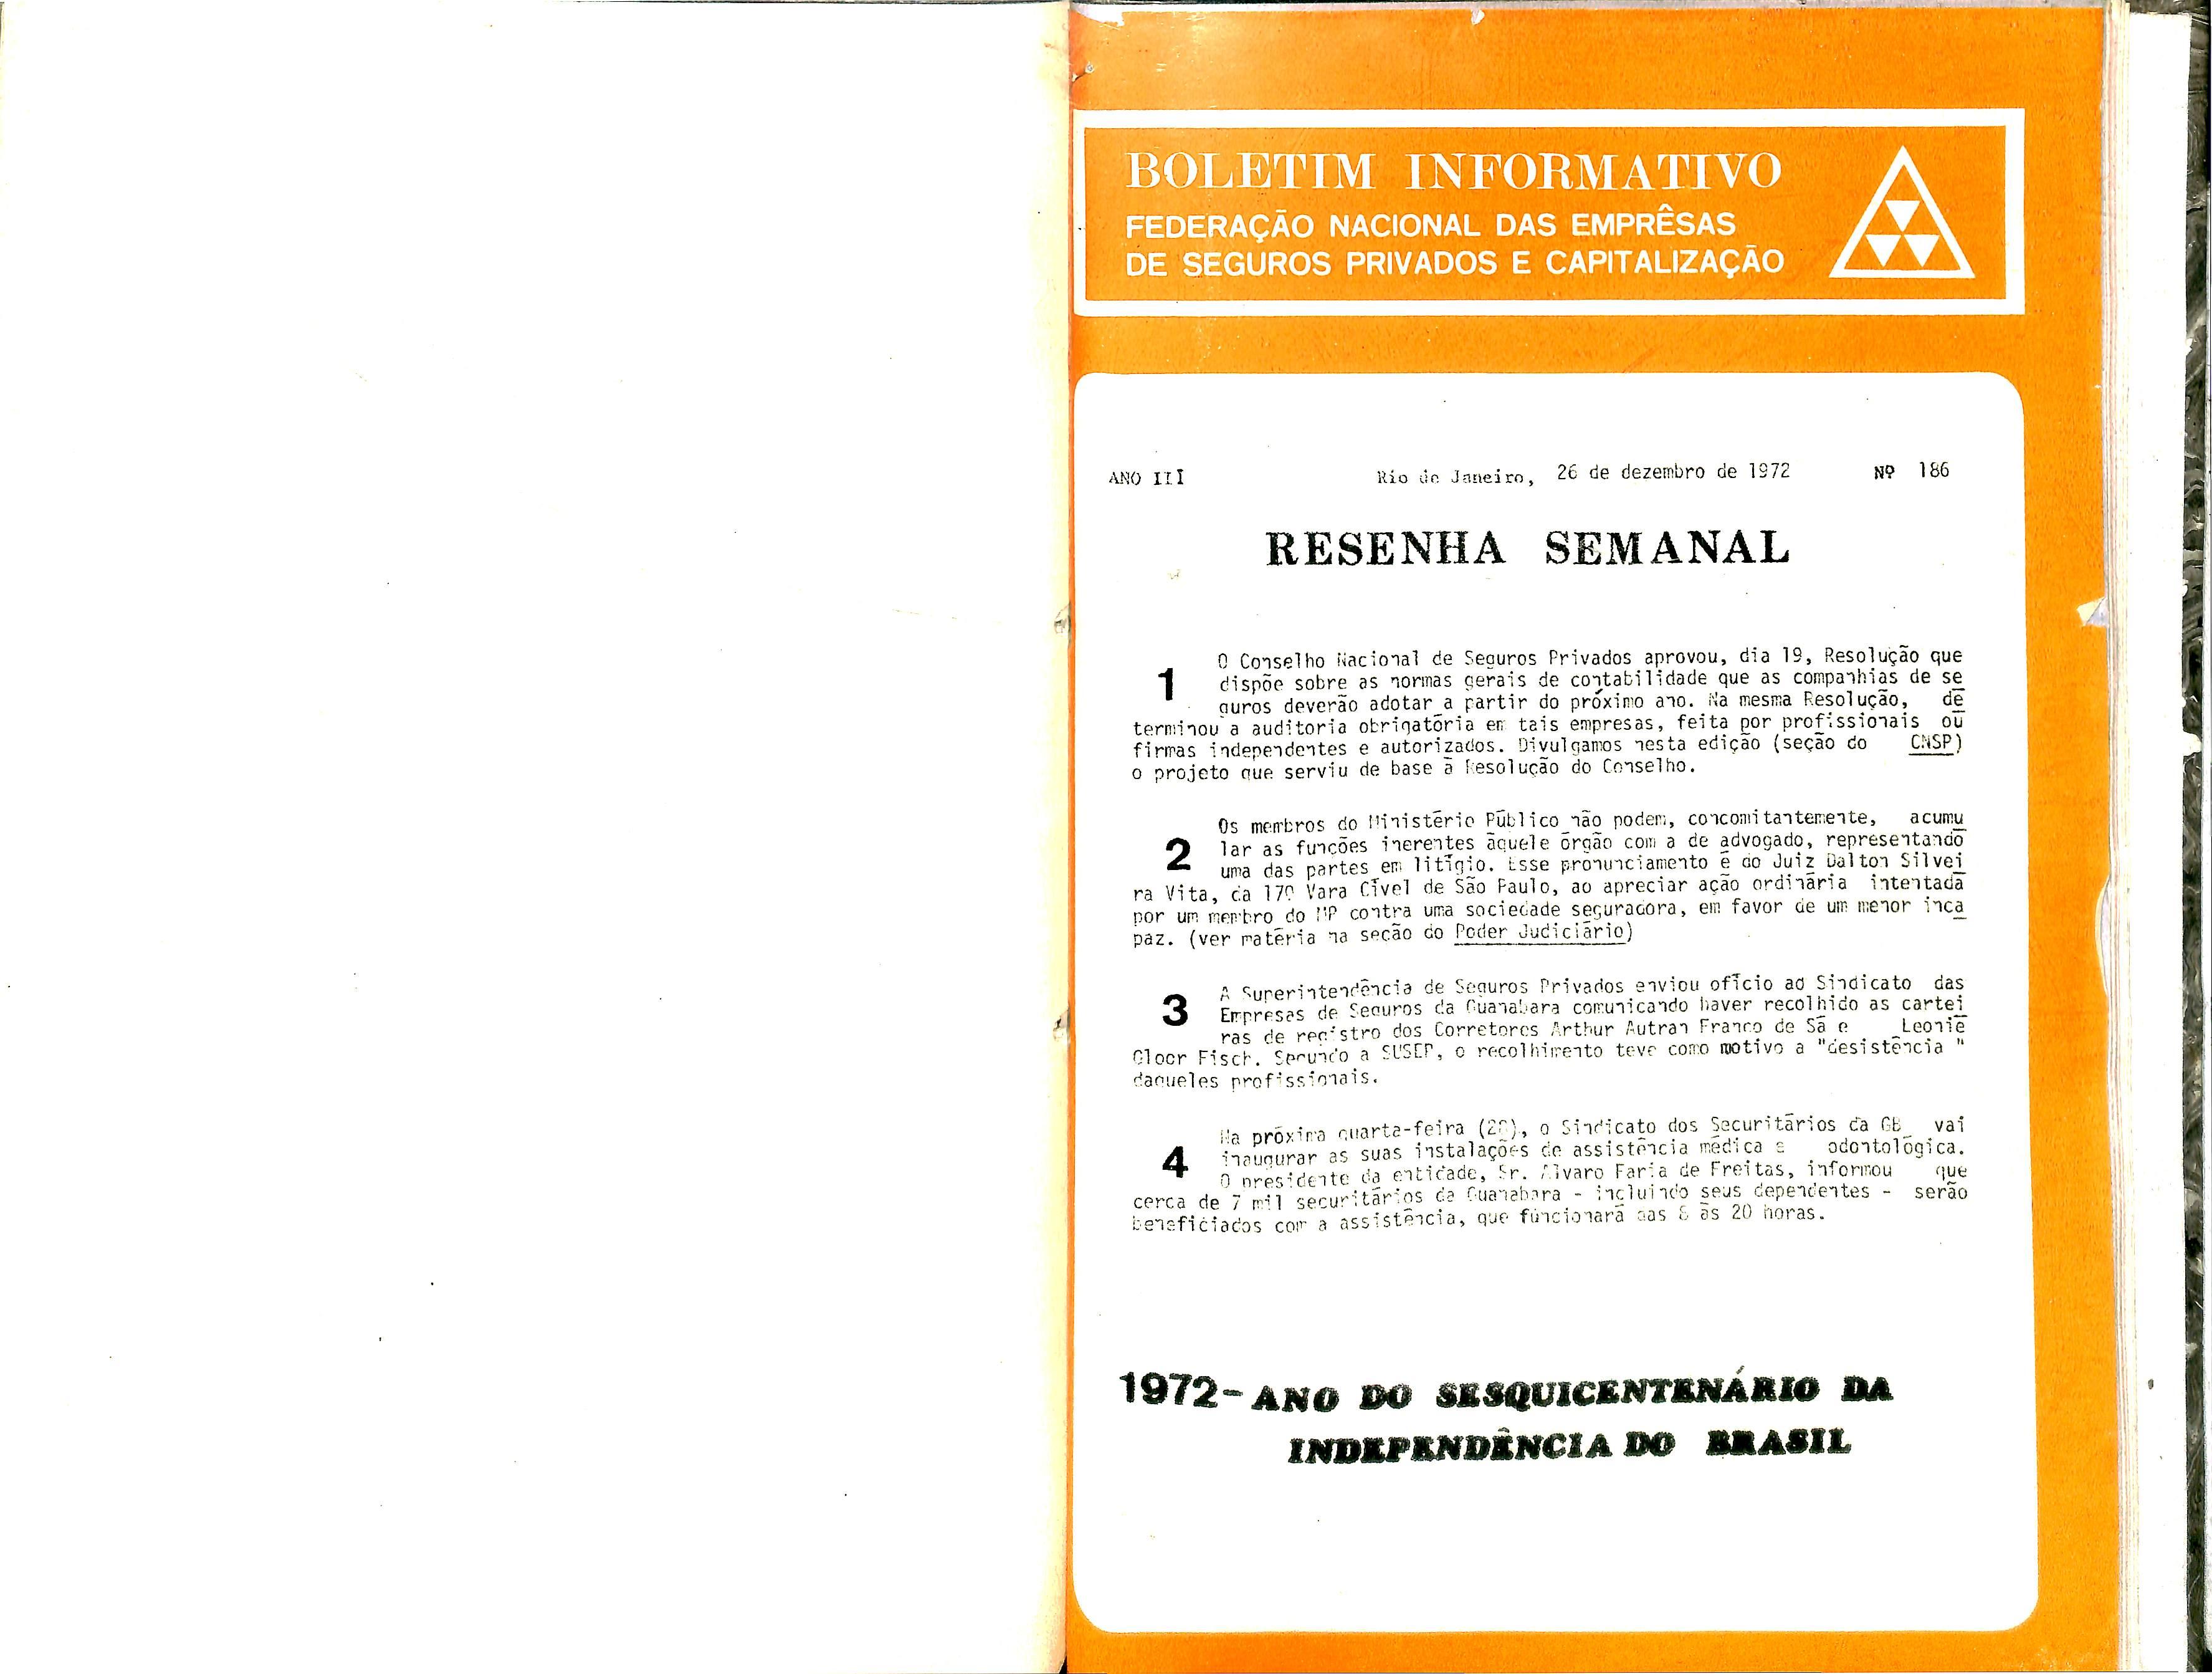 BOLETIM INFORMATIVO
FEDERAÇÃO NACIONAL DAS EMPRÊSAS
DE SEGUROS PRIVADOS E CAPITALIZAÇÃO
ANO III Rio de Janeiro, 26 de dezembro de 1972 Nº 186
RESENHA SEMANAL
1 O Conselho Nacional de Seguros Privados aprovou, dia 19, Resolução que
dispõe sobre as normas gerais de contabilidade que as companhias de se
guros deverão adotar a partir do próximo ano. Na mesma Resolução, de
terminou a auditoria obrigatória em tais empresas, feita por profissionais ou
firmas independentes e autorizados. Divulgamos nesta edição (seção do CNSP)
o projeto que serviu de base à Resolução do Conselho.
2 Os membros do Ministério Público não podem, concomitantemente, acumu
lar as funções inerentes àquele órgão com a de advogado, representando
uma das partes em litígio. Esse pronunciamento é do Juiz Dalton Silvei
ra Vita, da 17ª Vara Cível de São Paulo, ao apreciar ação ordinária intentada
por um membro do MP contra uma sociedade seguradora, em favor de um menor inca
paz. (ver matéria na seção do Poder Judiciário)
3 A Superintendência de Seguros Privados enviou ofício ao Sindicato das
Empresas de Seguros da Guanabara comunicando haver recolhido as cartei
ras de registro dos Corretores Arthur Autran Franco de Sá e Leonie
Gloor Fisch. Segundo a SUSEP, o recolhimento teve como motivo a "desistência "
daqueles profissionais.
4 Na próxima quarta-feira (), o Sindicato dos Securitários da GB vai
inaugurar as suas instalações de assistência médica e odontológica.
O presidente da entidade, Sr. Alvaro Faria de Freitas, informou que
cerca de 7 mil securitários da Guanabara - incluindo seus dependentes - serão
beneficiados com a assistência, que funcionará das 8 às 20 horas.
1972- ANO DO SESQUICENTENÁRIO DA
INDEPENDÊNCIA DO BRASIL